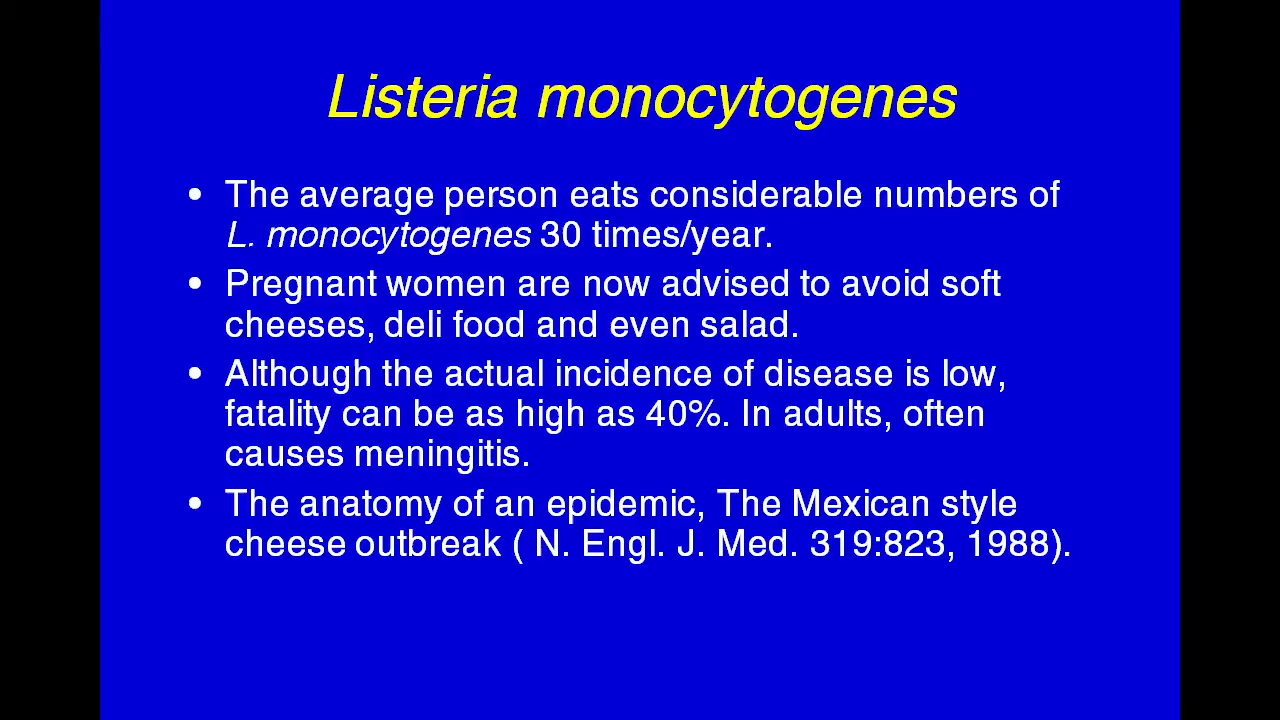 Listeria monocytogenes
• The average person eats considerable numbers of
L. monocytogenes 30 times/year.
• Pregnant women are now advised to avoid soft
cheeses, deli food and even salad.
• Although the actual incidence of disease is low,
fatality can be as high as 40%. In adults, often
causes meningitis.
• The anatomy of an epidemic, The Mexican style
cheese outbreak ( N. Engl. J. Med. 319:823, 1988).